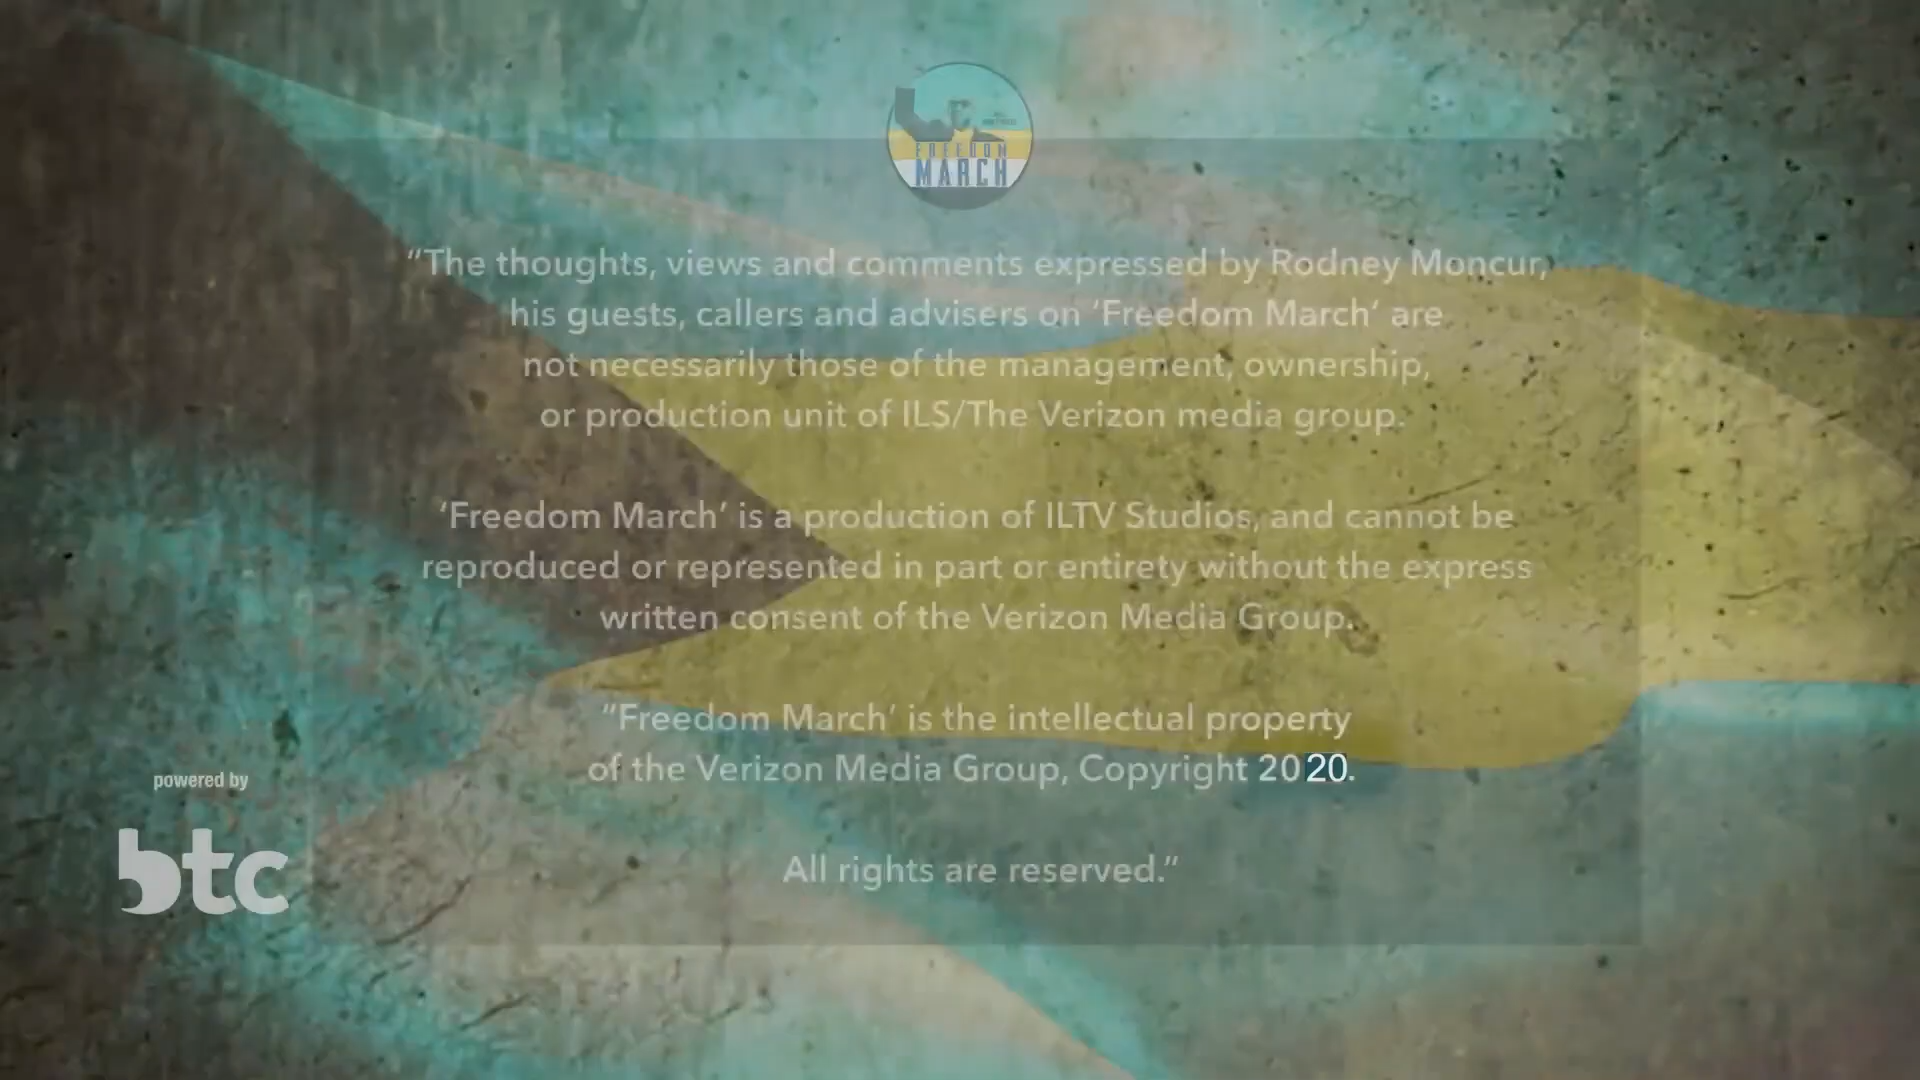 FREEDOM
MARCH
“The thoughts, views and comments expressed by Rodney Moncur,
his guests, callers and advisers on ‘Freedom March’ are
not necessarily those of the management, ownership,
or production unit of ILS/The Verizon media group.
‘Freedom March’ is a production of ILTV Studios, and cannot be
reproduced or represented in part or entirety without the express
written consent of the Verizon Media Group.
“Freedom March’ is the intellectual property
of the Verizon Media Group, Copyright 2020.
All rights are reserved.”
powered by
btc